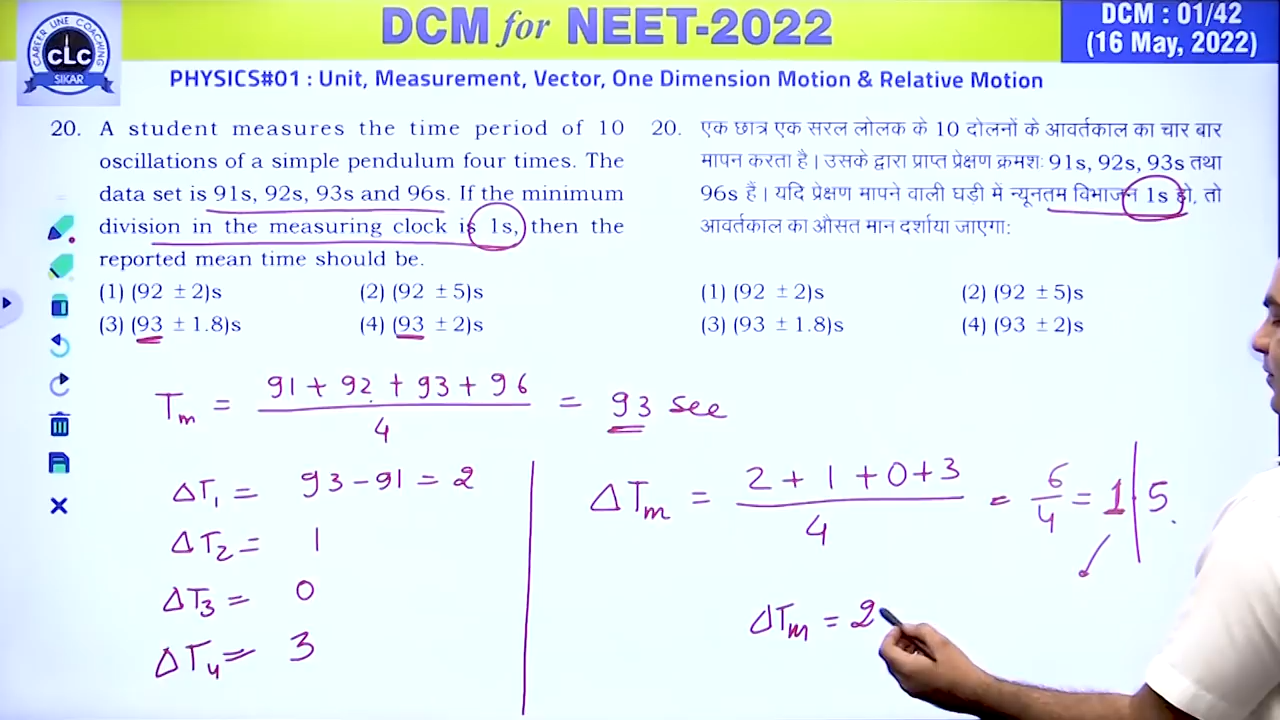 CAREER LINE COACHING
CLC
SIKAR
DCM for NEET-2022
DCM : 01/42
(16 May, 2022)
PHYSICS#01 : Unit, Measurement, Vector, One Dimension Motion & Relative Motion
20. A student measures the time period of 10
oscillations of a simple pendulum four times. The
data set is 91s, 92s, 93s and 96s. If the minimum
division in the measuring clock is 1s, then the
reported mean time should be.
(1) (92 ± 2)s (2) (92 ± 5)s
(3) (93 ± 1.8)s (4) (93 ± 2)s
20. एक छात्र एक सरल लोलक के 10 दोलनों के आवर्तकाल का चार बार
मापन करता है। उसके द्वारा प्राप्त प्रेक्षण क्रमशः 91s, 92s, 93s तथा
96s हैं। यदि प्रेक्षण मापने वाली घड़ी में न्यूनतम विभाजन 1s हो, तो
आवर्तकाल का औसत मान दर्शाया जाएगा:
(1) (92 ± 2)s (2) (92 ± 5)s
(3) (93 ± 1.8)s (4) (93 ± 2)s
Tm = 91 + 92 + 93 + 96 / 4 = 93 sec
ΔT1 = 93 - 91 = 2
ΔT2 = 1
ΔT3 = 0
ΔT4 = 3
ΔTm = 2 + 1 + 0 + 3 / 4 = 6/4 = 1.5
ΔTm = 2